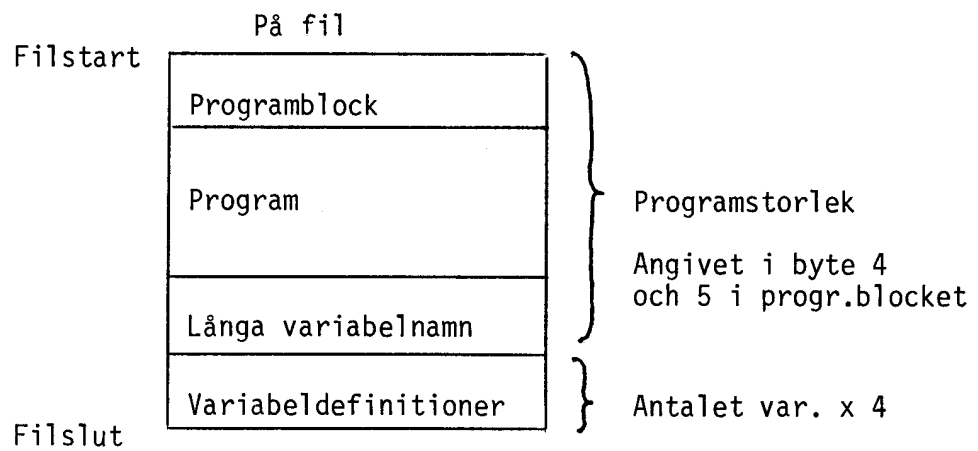 På fil
Filstart
Programblock
Program
Programstorlek
Angivet i byte 4
och 5 i progr.blocket
Långa variabelnamn
Variabeldefinitioner
Antalet var. x 4
Filslut